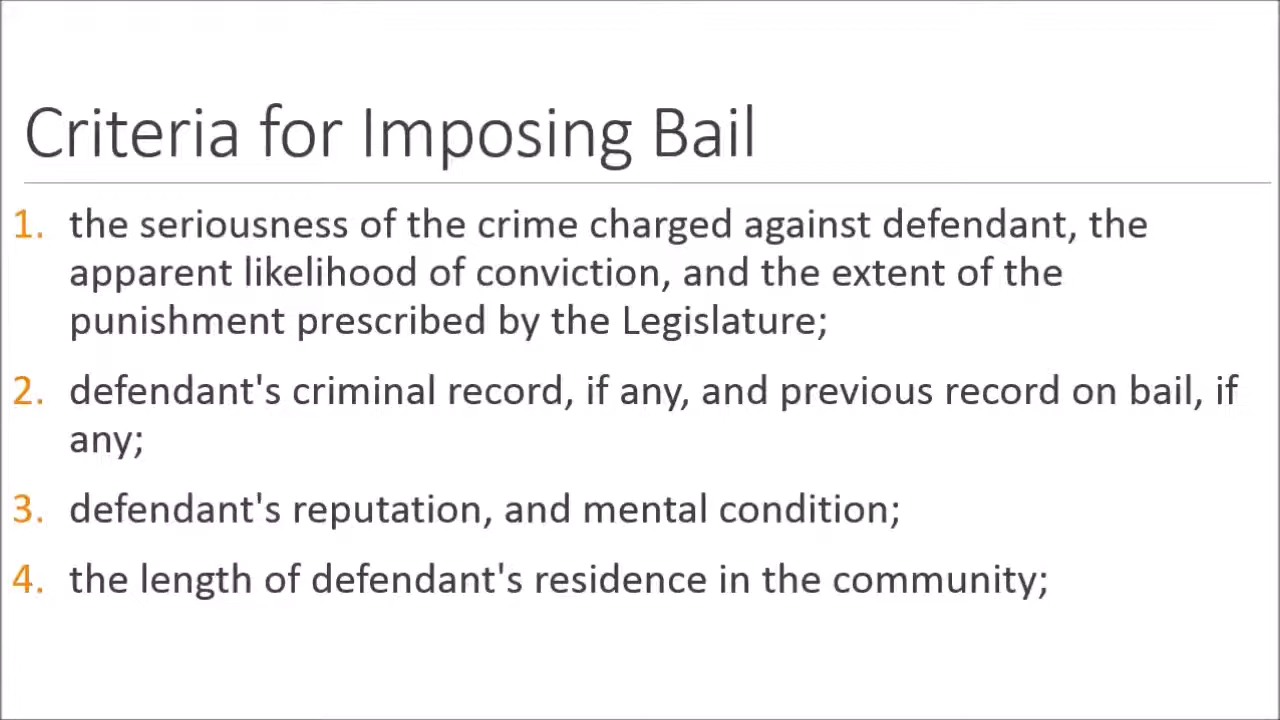 Criteria for Imposing Bail
1. the seriousness of the crime charged against defendant, the
apparent likelihood of conviction, and the extent of the
punishment prescribed by the Legislature;
2. defendant's criminal record, if any, and previous record on bail, if
any;
3. defendant's reputation, and mental condition;
4. the length of defendant's residence in the community;